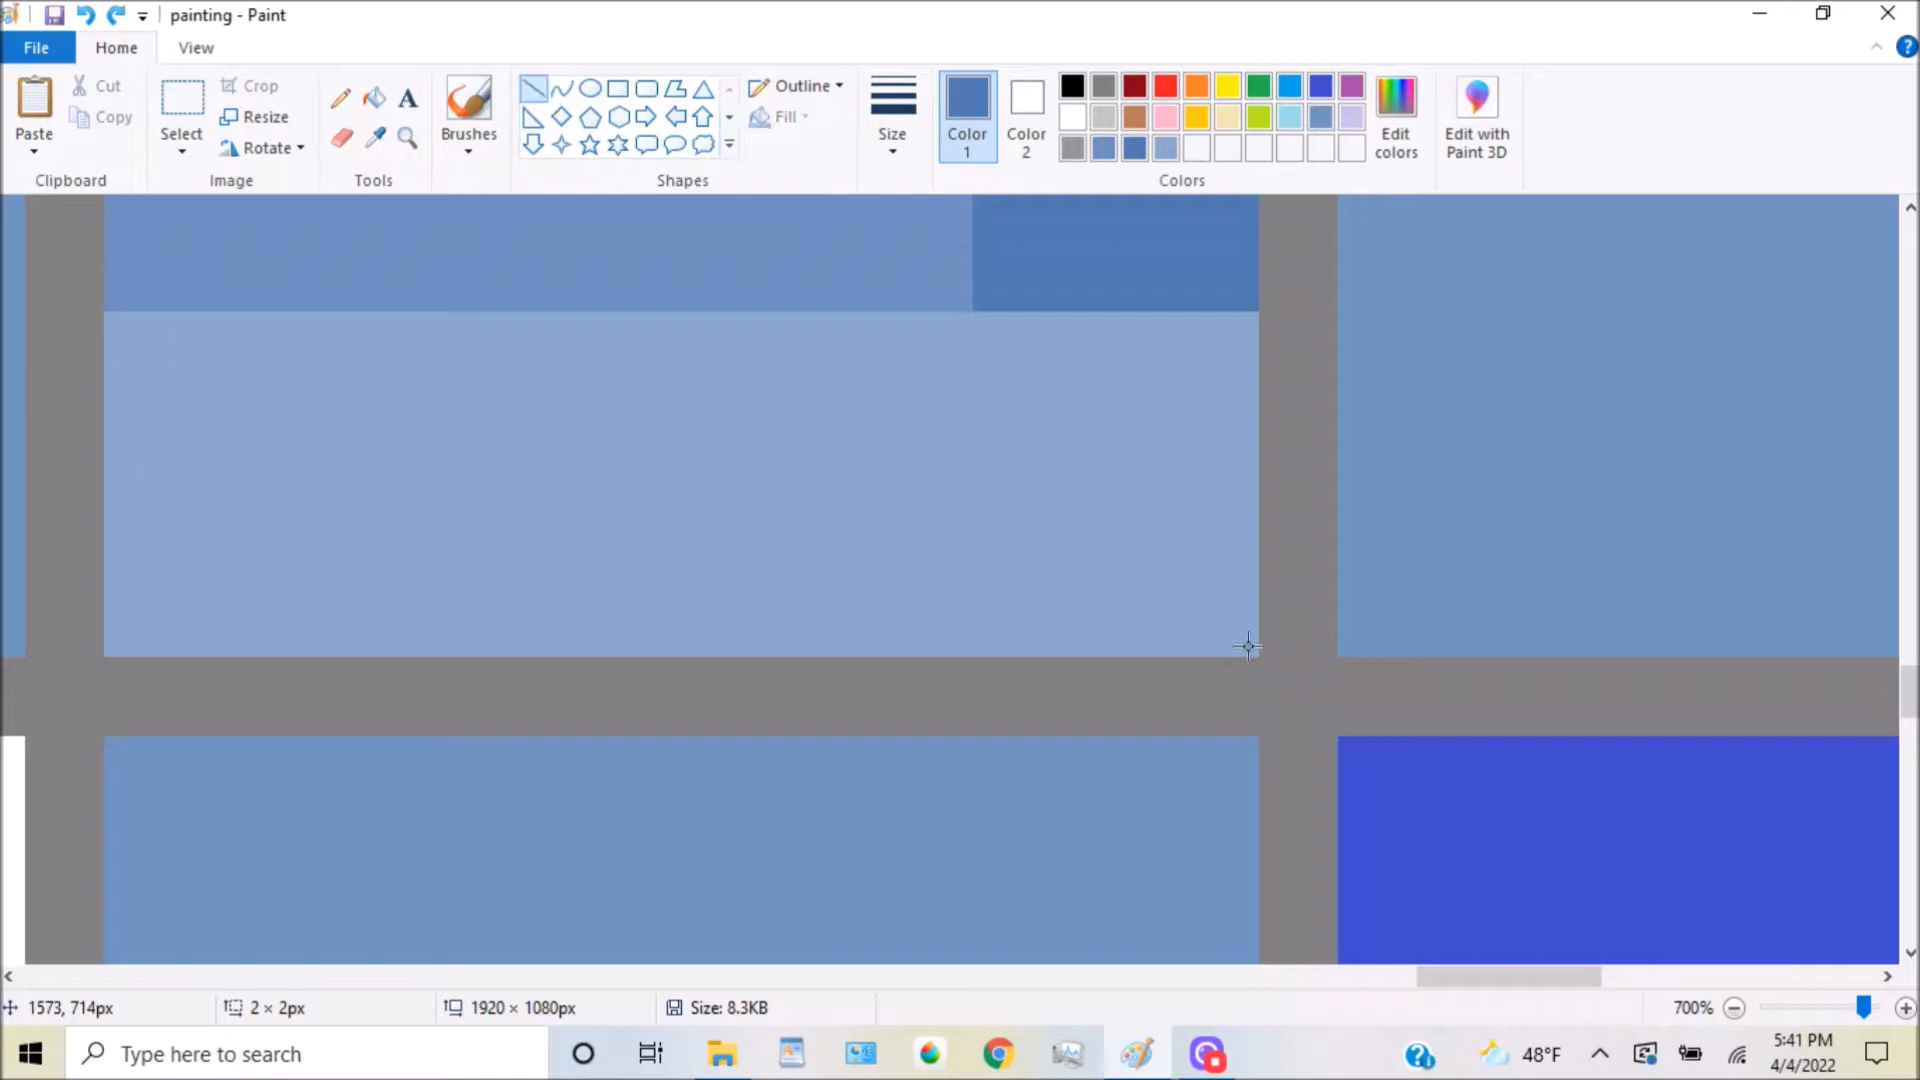 painting - Paint
File Home View
Paste
Cut
Copy
Clipboard
Select
Crop
Resize
Rotate
Image
A
Tools
Brushes
Shapes
Outline
Fill
Size
Color
1
Color
2
Colors
Edit
colors
Edit with
Paint 3D
?
1573, 714px
2 × 2px
1920 × 1080px
Size: 8.3KB
700%
Type here to search
48°F
5:41 PM
4/4/2022